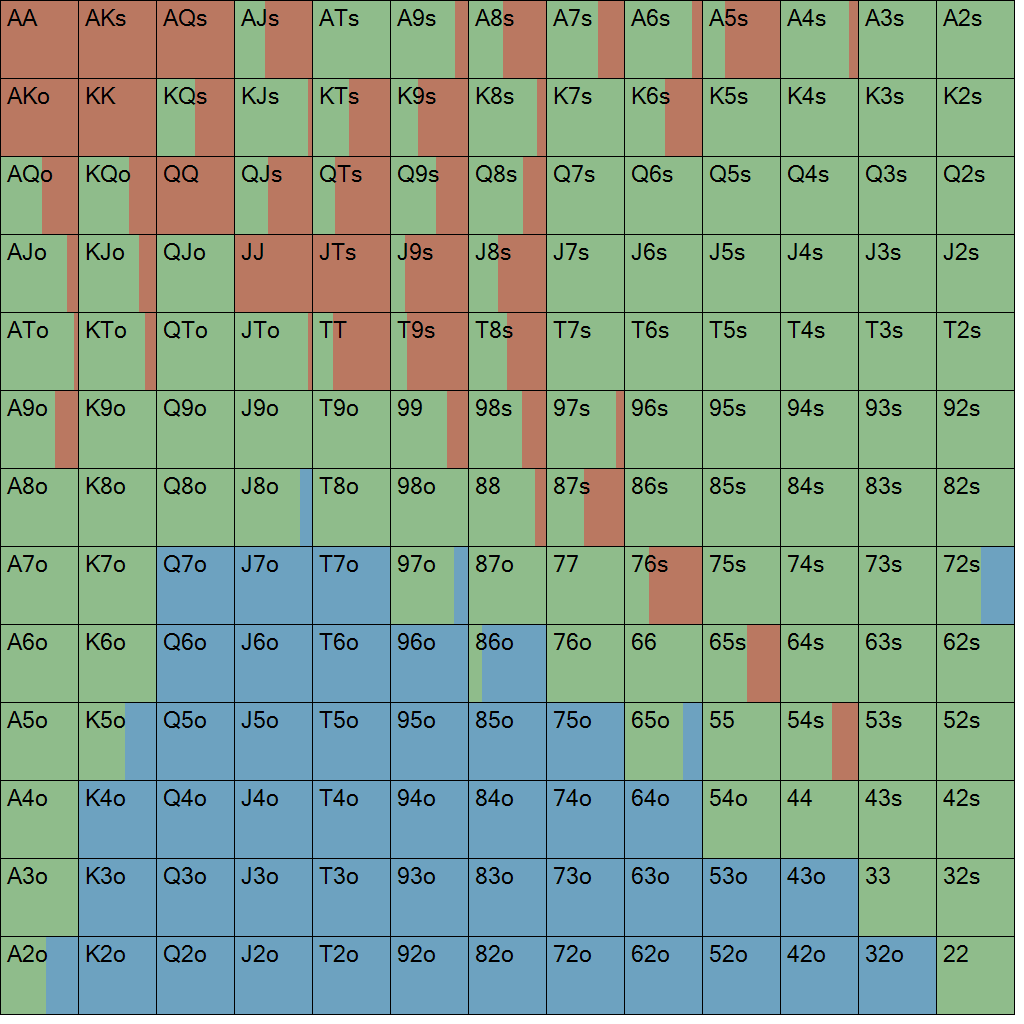 AA AKs AQs AJs ATs A9s A8s A7s A6s A5s A4s A3s A2s
AKo KK KQs KJs KTs K9s K8s K7s K6s K5s K4s K3s K2s
AQo KQo QQ QJs QTs Q9s Q8s Q7s Q6s Q5s Q4s Q3s Q2s
AJo KJo QJo JJ JTs J9s J8s J7s J6s J5s J4s J3s J2s
ATo KTo QTo JTo TT T9s T8s T7s T6s T5s T4s T3s T2s
A9o K9o Q9o J9o T9o 99 98s 97s 96s 95s 94s 93s 92s
A8o K8o Q8o J8o T8o 98o 88 87s 86s 85s 84s 83s 82s
A7o K7o Q7o J7o T7o 97o 87o 77 76s 75s 74s 73s 72s
A6o K6o Q6o J6o T6o 96o 86o 76o 66 65s 64s 63s 62s
A5o K5o Q5o J5o T5o 95o 85o 75o 65o 55 54s 53s 52s
A4o K4o Q4o J4o T4o 94o 84o 74o 64o 54o 44 43s 42s
A3o K3o Q3o J3o T3o 93o 83o 73o 63o 53o 43o 33 32s
A2o K2o Q2o J2o T2o 92o 82o 72o 62o 52o 42o 32o 22